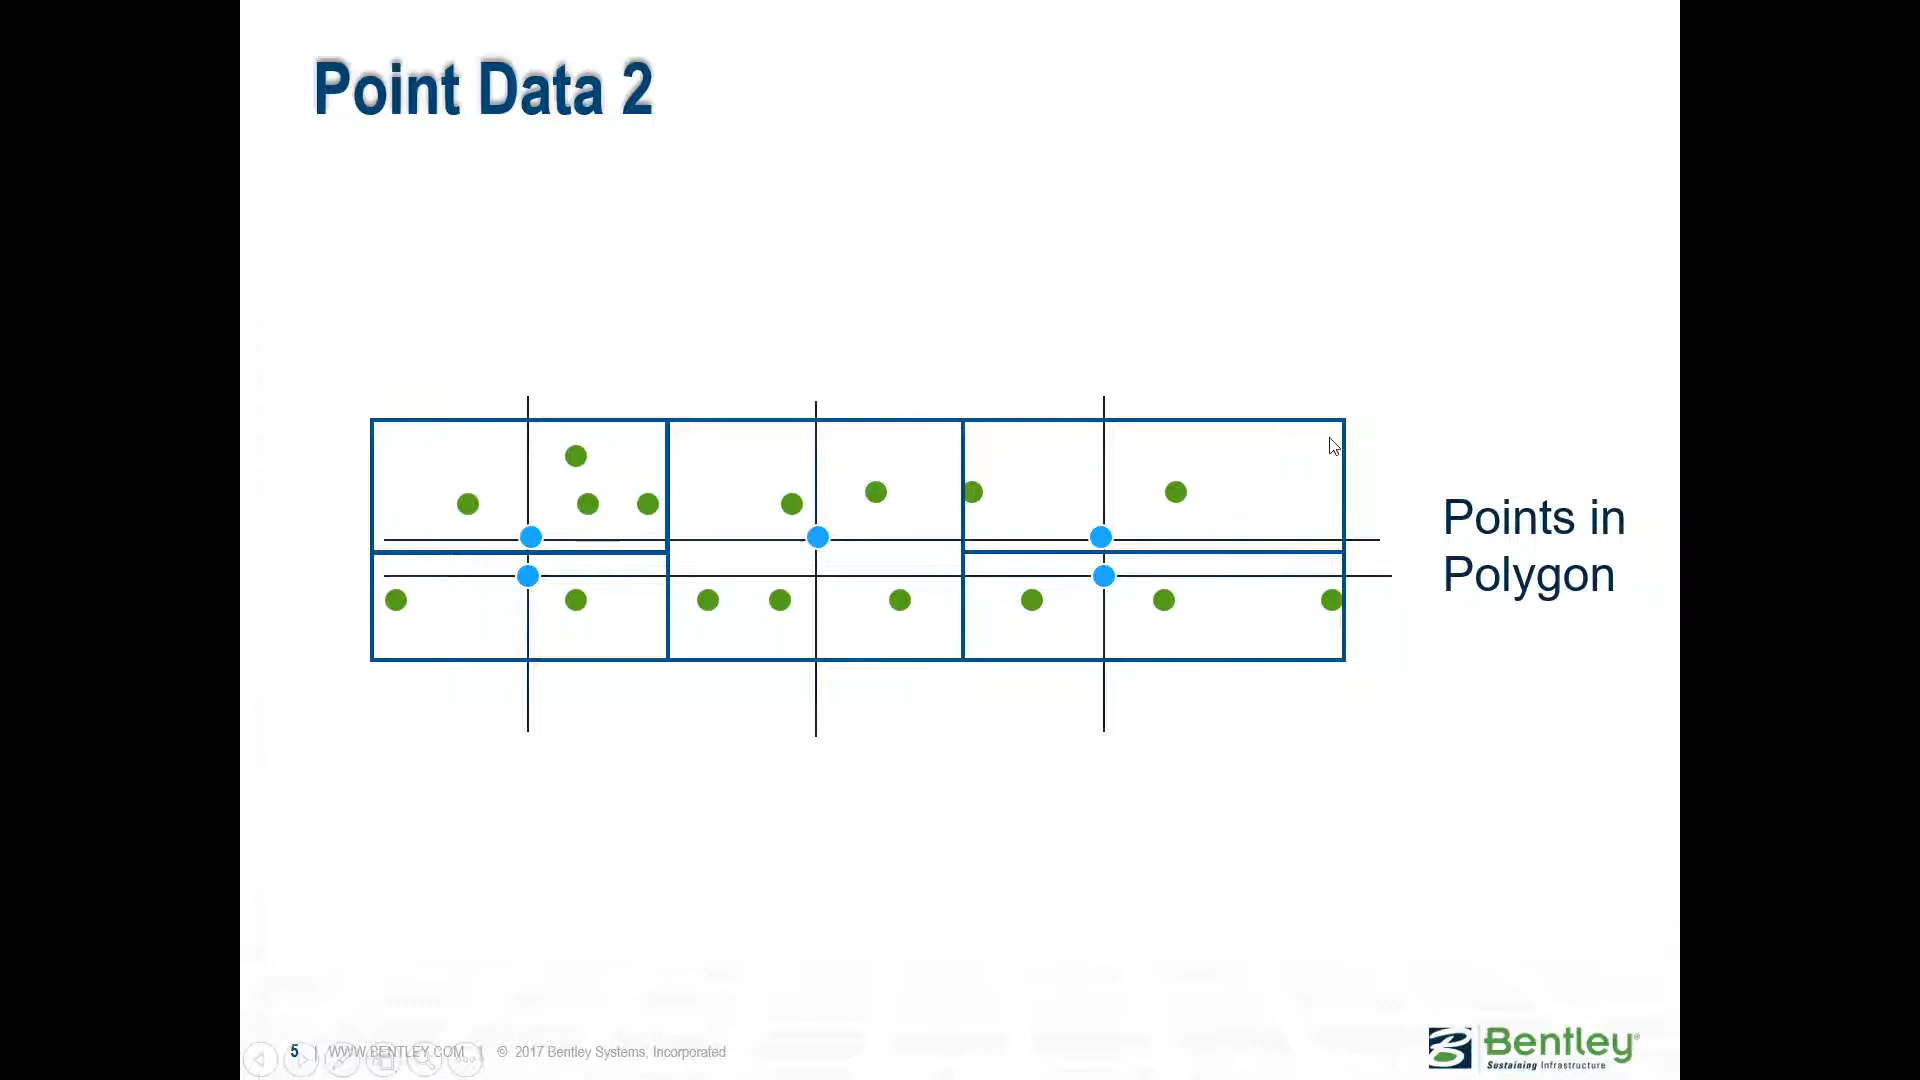 Point Data 2
Points in
Polygon
5 | WWW.BENTLEY.COM | © 2017 Bentley Systems, Incorporated
Bentley®
Sustaining Infrastructure